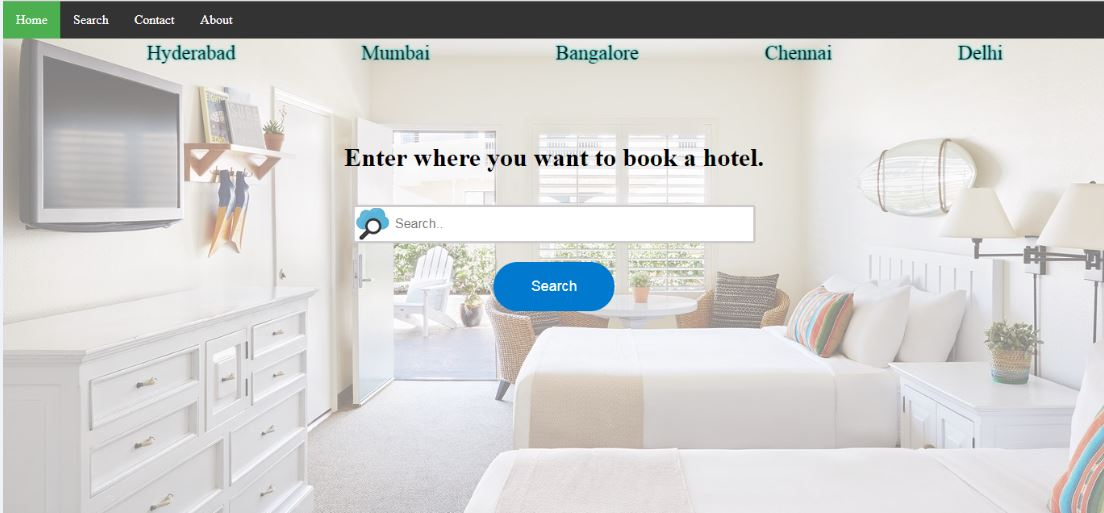 Home Search Contact About
Hyderabad Mumbai Bangalore Chennai Delhi
Enter where you want to book a hotel.
Search..
Search